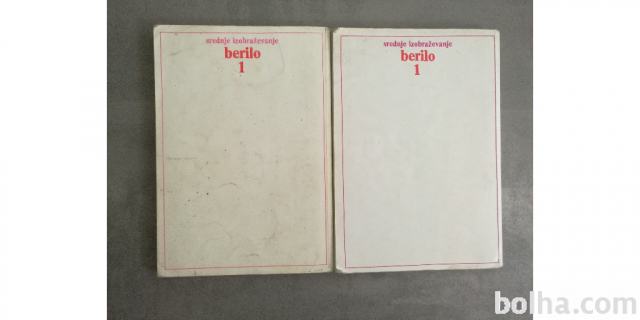 srednje izobraževanje
berilo
1
srednje izobraževanje
berilo
1
bolha.com